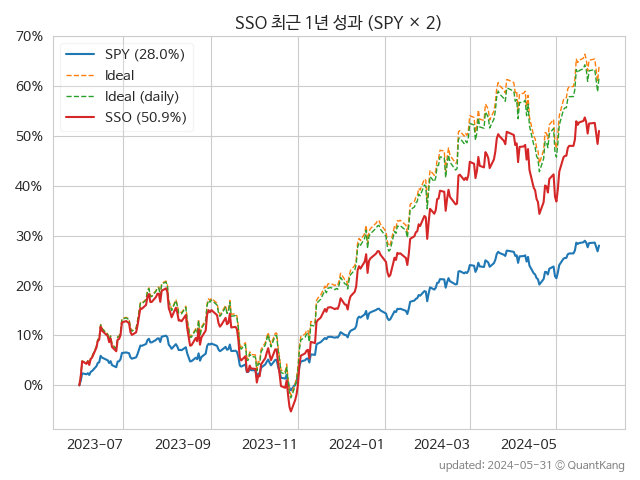 SSO 최근 1년 성과 (SPY × 2)
70%
60%
50%
40%
30%
20%
10%
0%
SPY (28.0%)
Ideal
Ideal (daily)
SSO (50.9%)
2023-07 2023-09 2023-11 2024-01 2024-03 2024-05
updated: 2024-05-31 © QuantKang